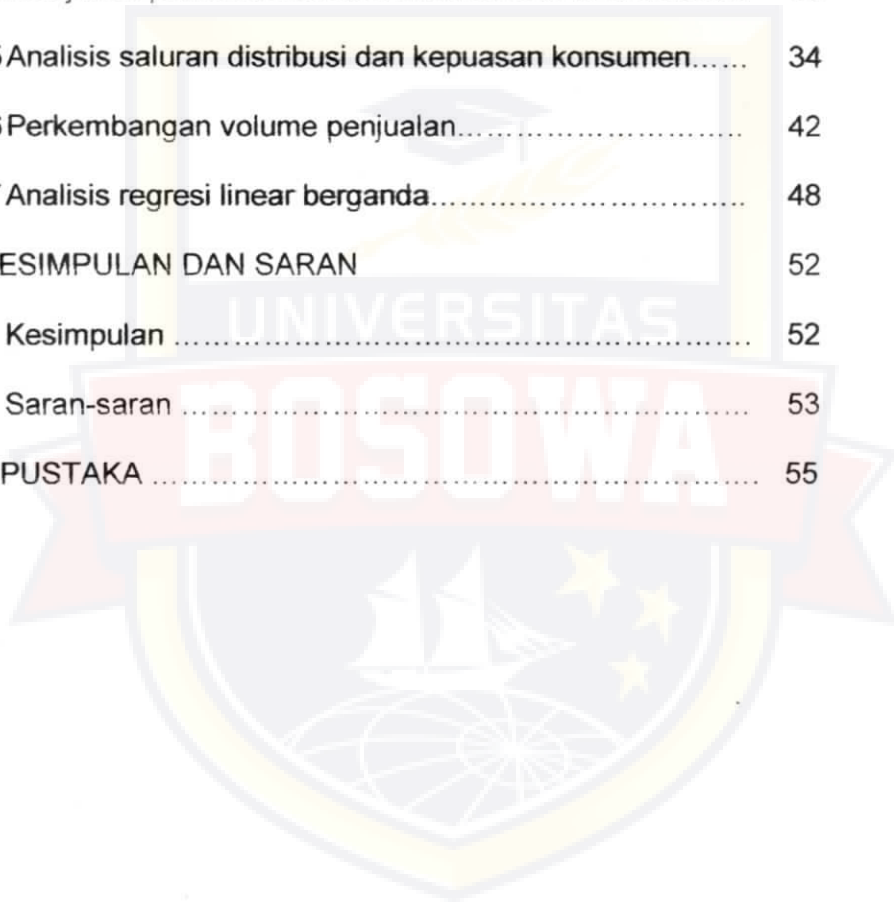 Analisis saluran distribusi dan kepuasan konsumen...... 34
Perkembangan volume penjualan............................ 42
Analisis regresi linear berganda.............................. 48
ESIMPULAN DAN SARAN 52
Kesimpulan ........................................................ 52
Saran-saran ....................................................... 53
PUSTAKA ............................................................ 55
UNIVERSITAS
BOSOWA